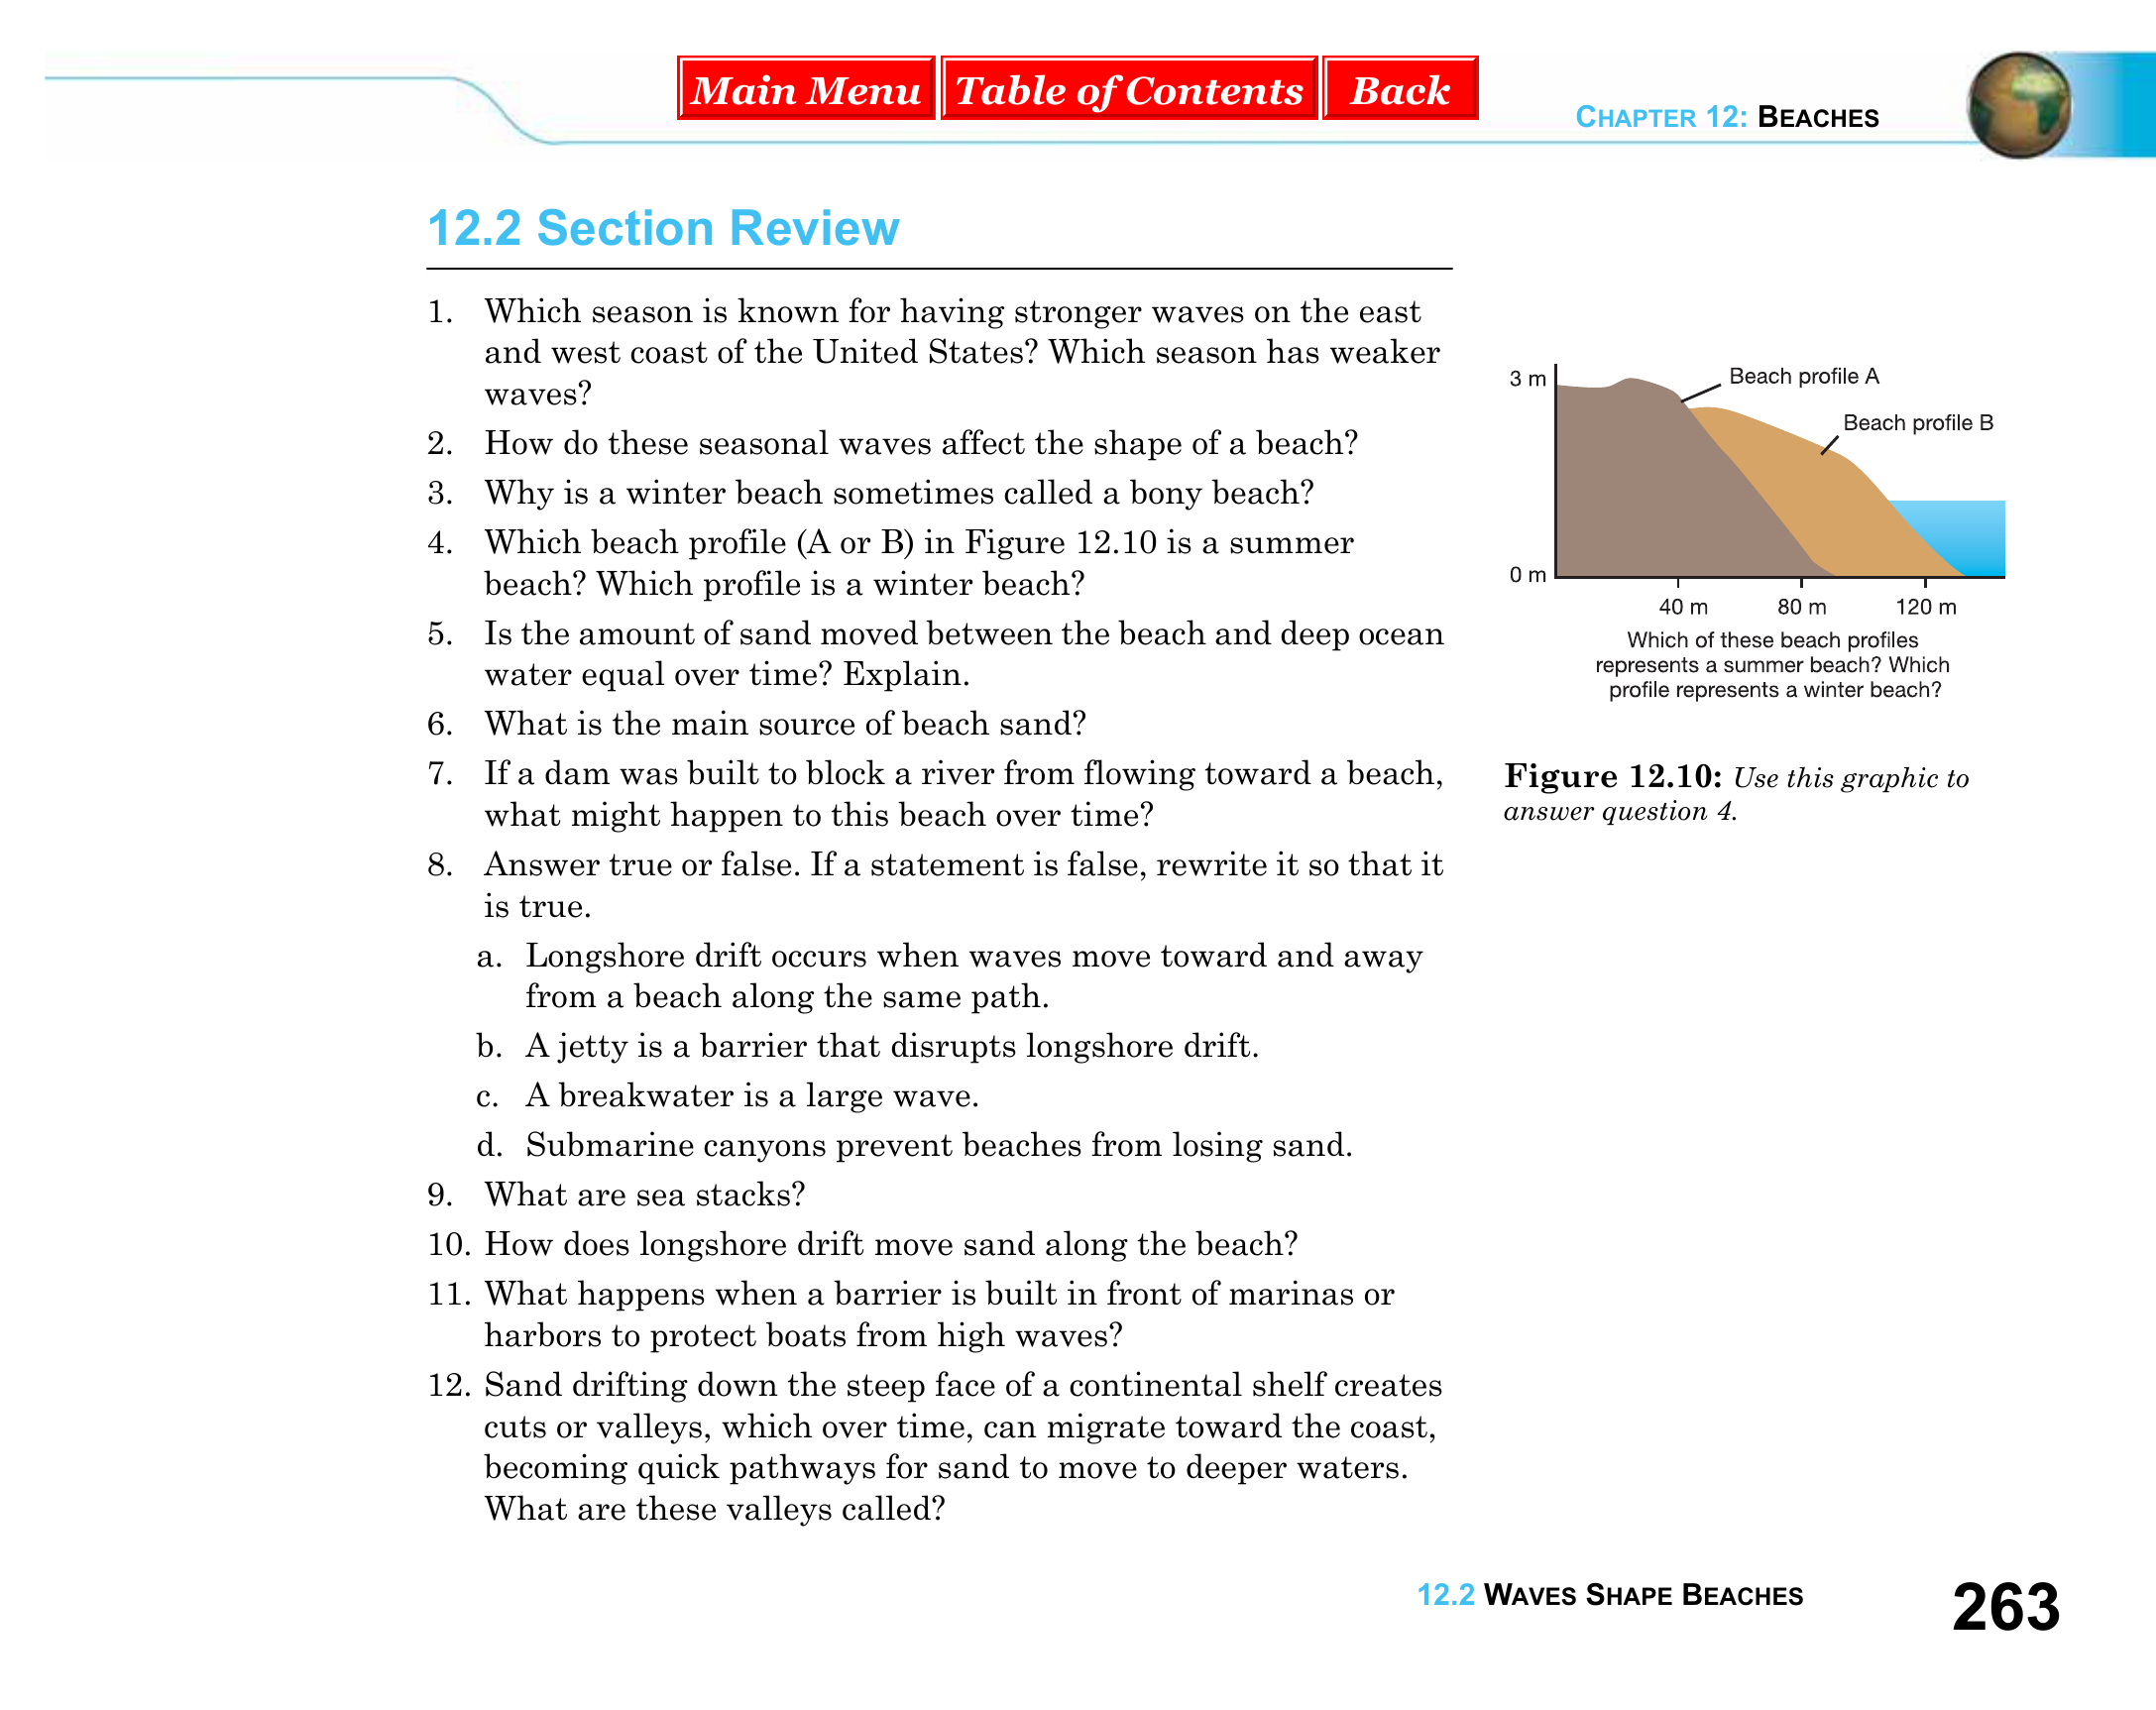 Main Menu Table of Contents Back
CHAPTER 12: BEACHES
12.2 Section Review
1. Which season is known for having stronger waves on the east
and west coast of the United States? Which season has weaker
waves?
2. How do these seasonal waves affect the shape of a beach?
3. Why is a winter beach sometimes called a bony beach?
4. Which beach profile (A or B) in Figure 12.10 is a summer
beach? Which profile is a winter beach?
5. Is the amount of sand moved between the beach and deep ocean
water equal over time? Explain.
6. What is the main source of beach sand?
7. If a dam was built to block a river from flowing toward a beach,
what might happen to this beach over time?
8. Answer true or false. If a statement is false, rewrite it so that it
is true.
a. Longshore drift occurs when waves move toward and away
from a beach along the same path.
b. A jetty is a barrier that disrupts longshore drift.
c. A breakwater is a large wave.
d. Submarine canyons prevent beaches from losing sand.
9. What are sea stacks?
10. How does longshore drift move sand along the beach?
11. What happens when a barrier is built in front of marinas or
harbors to protect boats from high waves?
12. Sand drifting down the steep face of a continental shelf creates
cuts or valleys, which over time, can migrate toward the coast,
becoming quick pathways for sand to move to deeper waters.
What are these valleys called?
3 m
Beach profile A
Beach profile B
0 m
40 m 80 m 120 m
Which of these beach profiles
represents a summer beach? Which
profile represents a winter beach?
Figure 12.10: Use this graphic to
answer question 4.
12.2 WAVES SHAPE BEACHES
263